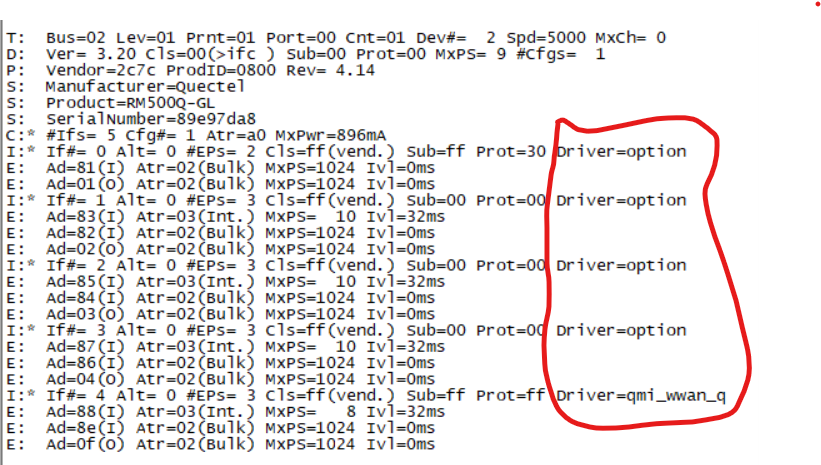 T:  Bus=02 Lev=01 Prnt=01 Port=00 Cnt=01 Dev#=  2 Spd=5000 MxCh= 0
D:  Ver= 3.20 Cls=00(>ifc ) Sub=00 Prot=00 MxPS= 9 #Cfgs=  1
P:  Vendor=2c7c ProdID=0800 Rev= 4.14
S:  Manufacturer=Quectel
S:  Product=RM500Q-GL
S:  SerialNumber=89e97da8
C:* #Ifs= 5 Cfg#= 1 Atr=a0 MxPwr=896mA
I:* If#= 0 Alt= 0 #EPs= 2 Cls=ff(vend.) Sub=ff Prot=30 Driver=option
E:  Ad=81(I) Atr=02(Bulk) MxPS=1024 Ivl=0ms
E:  Ad=01(O) Atr=02(Bulk) MxPS=1024 Ivl=0ms
I:* If#= 1 Alt= 0 #EPs= 3 Cls=ff(vend.) Sub=00 Prot=00 Driver=option
E:  Ad=83(I) Atr=03(Int.) MxPS=  10 Ivl=32ms
E:  Ad=82(I) Atr=02(Bulk) MxPS=1024 Ivl=0ms
E:  Ad=02(O) Atr=02(Bulk) MxPS=1024 Ivl=0ms
I:* If#= 2 Alt= 0 #EPs= 3 Cls=ff(vend.) Sub=00 Prot=00 Driver=option
E:  Ad=85(I) Atr=03(Int.) MxPS=  10 Ivl=32ms
E:  Ad=84(I) Atr=02(Bulk) MxPS=1024 Ivl=0ms
E:  Ad=03(O) Atr=02(Bulk) MxPS=1024 Ivl=0ms
I:* If#= 3 Alt= 0 #EPs= 3 Cls=ff(vend.) Sub=00 Prot=00 Driver=option
E:  Ad=87(I) Atr=03(Int.) MxPS=  10 Ivl=32ms
E:  Ad=86(I) Atr=02(Bulk) MxPS=1024 Ivl=0ms
E:  Ad=04(O) Atr=02(Bulk) MxPS=1024 Ivl=0ms
I:* If#= 4 Alt= 0 #EPs= 3 Cls=ff(vend.) Sub=ff Prot=ff Driver=qmi_wwan_q
E:  Ad=88(I) Atr=03(Int.) MxPS=   8 Ivl=32ms
E:  Ad=8e(I) Atr=02(Bulk) MxPS=1024 Ivl=0ms
E:  Ad=0f(O) Atr=02(Bulk) MxPS=1024 Ivl=0ms